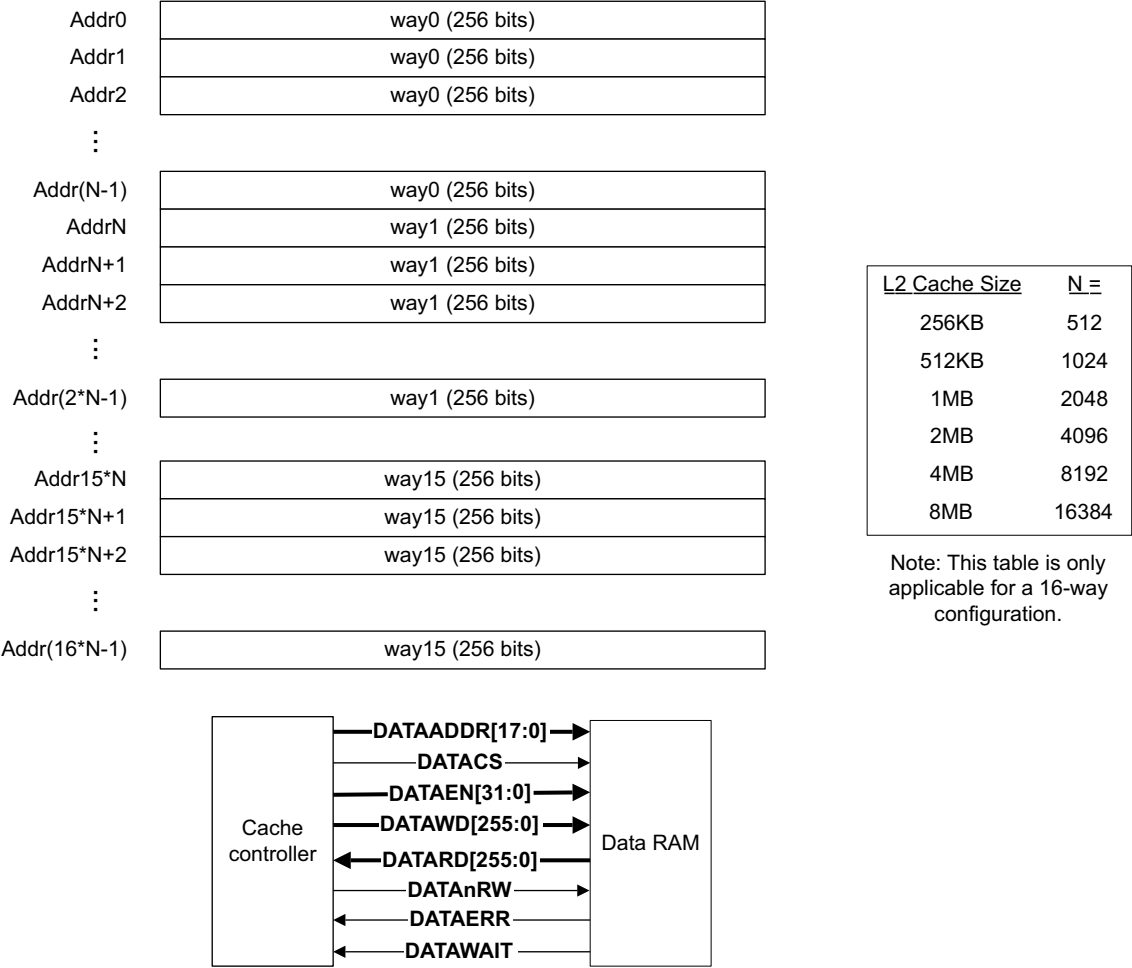 Addr0 way0 (256 bits)
Addr1 way0 (256 bits)
Addr2 way0 (256 bits)
...
Addr(N-1) way0 (256 bits)
AddrN way1 (256 bits)
AddrN+1 way1 (256 bits)
AddrN+2 way1 (256 bits)
...
Addr(2*N-1) way1 (256 bits)
...
Addr15*N way15 (256 bits)
Addr15*N+1 way15 (256 bits)
Addr15*N+2 way15 (256 bits)
...
Addr(16*N-1) way15 (256 bits)
L2 Cache Size N =
256KB 512
512KB 1024
1MB 2048
2MB 4096
4MB 8192
8MB 16384
Note: This table is only
applicable for a 16-way
configuration.
Cache
controller
DATAADDR[17:0]
DATACS
DATAEN[31:0]
DATAWD[255:0]
DATARD[255:0]
DATAnRW
DATAERR
DATAWAIT
Data RAM